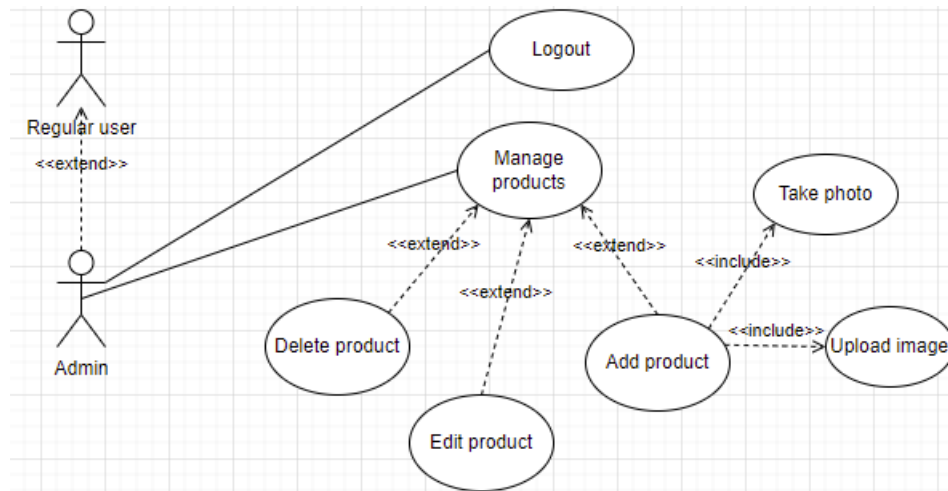 Logout
Regular user
<<extend>>
Manage
products
Take photo
<<extend>>
<<extend>>
<<include>>
<<extend>>
<<include>>
Delete product
Add product
Upload image
Admin
Edit product